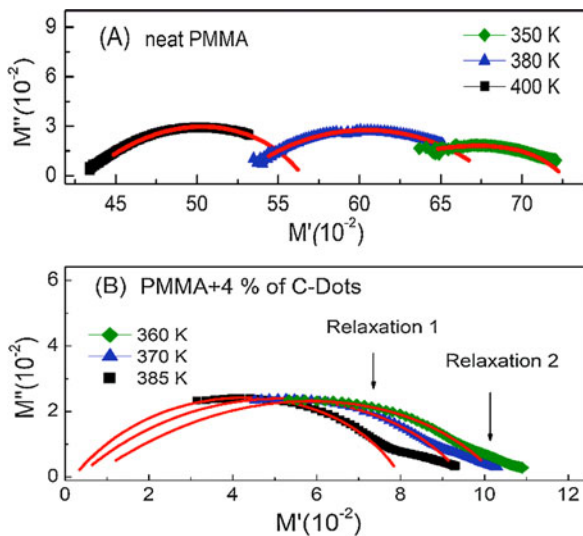 (A) neat PMMA
350 K
380 K
400 K
9
6
3
0
M''(10⁻²)
45 50 55 60 65 70
M'(10⁻²)
(B) PMMA+4 % of C-Dots
360 K
370 K
385 K
Relaxation 1
Relaxation 2
6
4
2
0
M''(10⁻²)
0 2 4 6 8 10 12
M'(10⁻²)